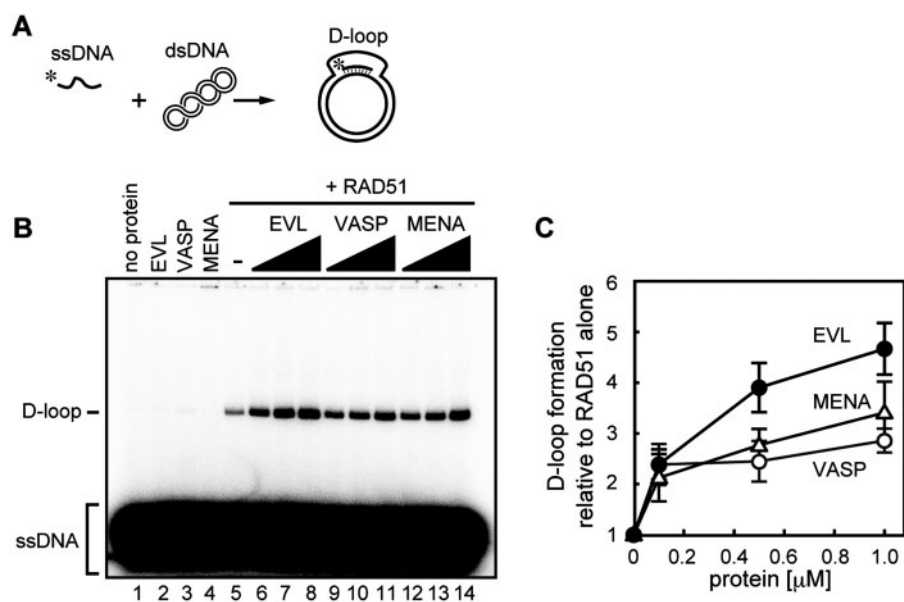 A
ssDNA
*
+
dsDNA
D-loop
*
B
no protein
EVL
VASP
MENA
+ RAD51
-
EVL
VASP
MENA
D-loop
ssDNA
1 2 3 4 5 6 7 8 9 10 11 12 13 14
C
D-loop formation
relative to RAD51 alone
6
5
4
3
2
1
EVL
MENA
VASP
0 0.2 0.4 0.6 0.8 1.0
protein [μM]